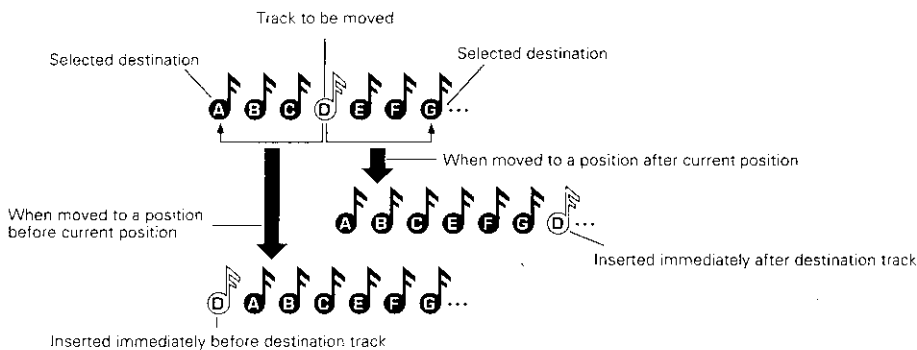 Track to be moved
Selected destination
Selected destination
A B C D E F G ...
When moved to a position after current position
A B C E F G D ...
When moved to a position
before current position
Inserted immediately after destination track
D A B C E F G ...
Inserted immediately before destination track